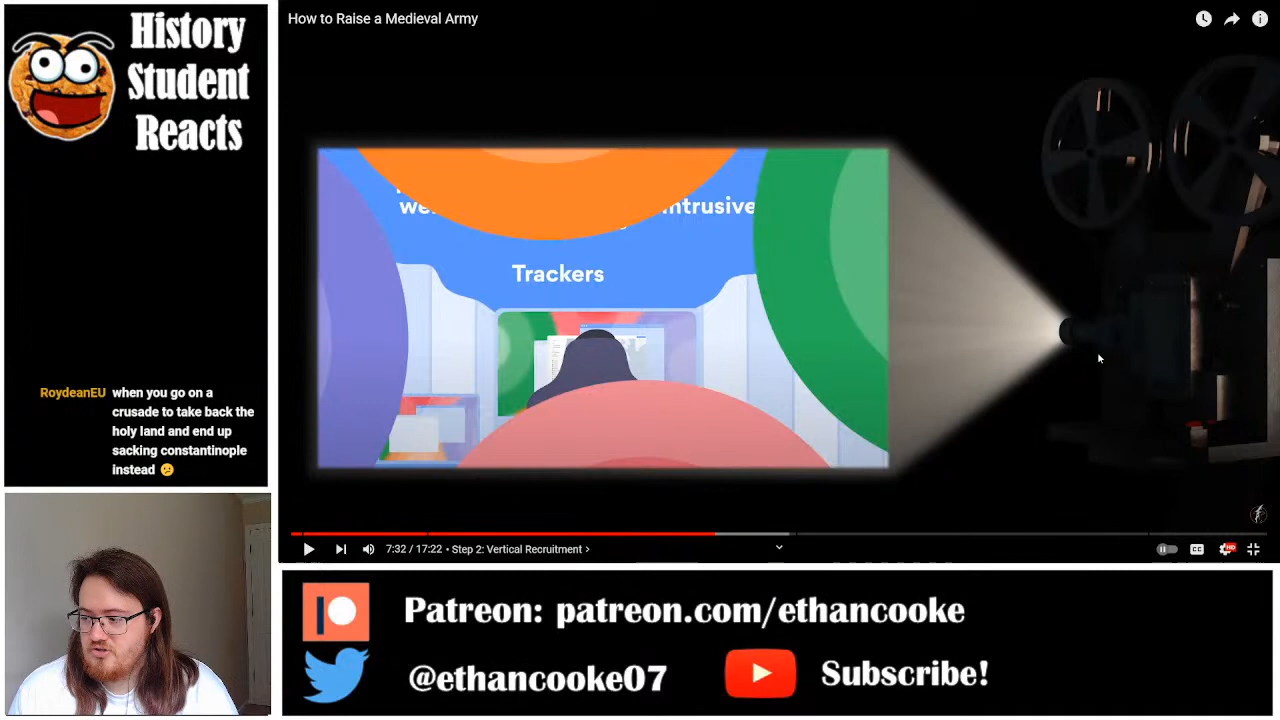 How to Raise a Medieval Army
History
Student
Reacts
Trackers
RoydeanEU when you go on a
crusade to take back the
holy land and end up
sacking constantinople
instead
7:32 / 17:22 • Step 2: Vertical Recruitment >
CC
HD
Patreon: patreon.com/ethancooke
@ethancooke07
Subscribe!